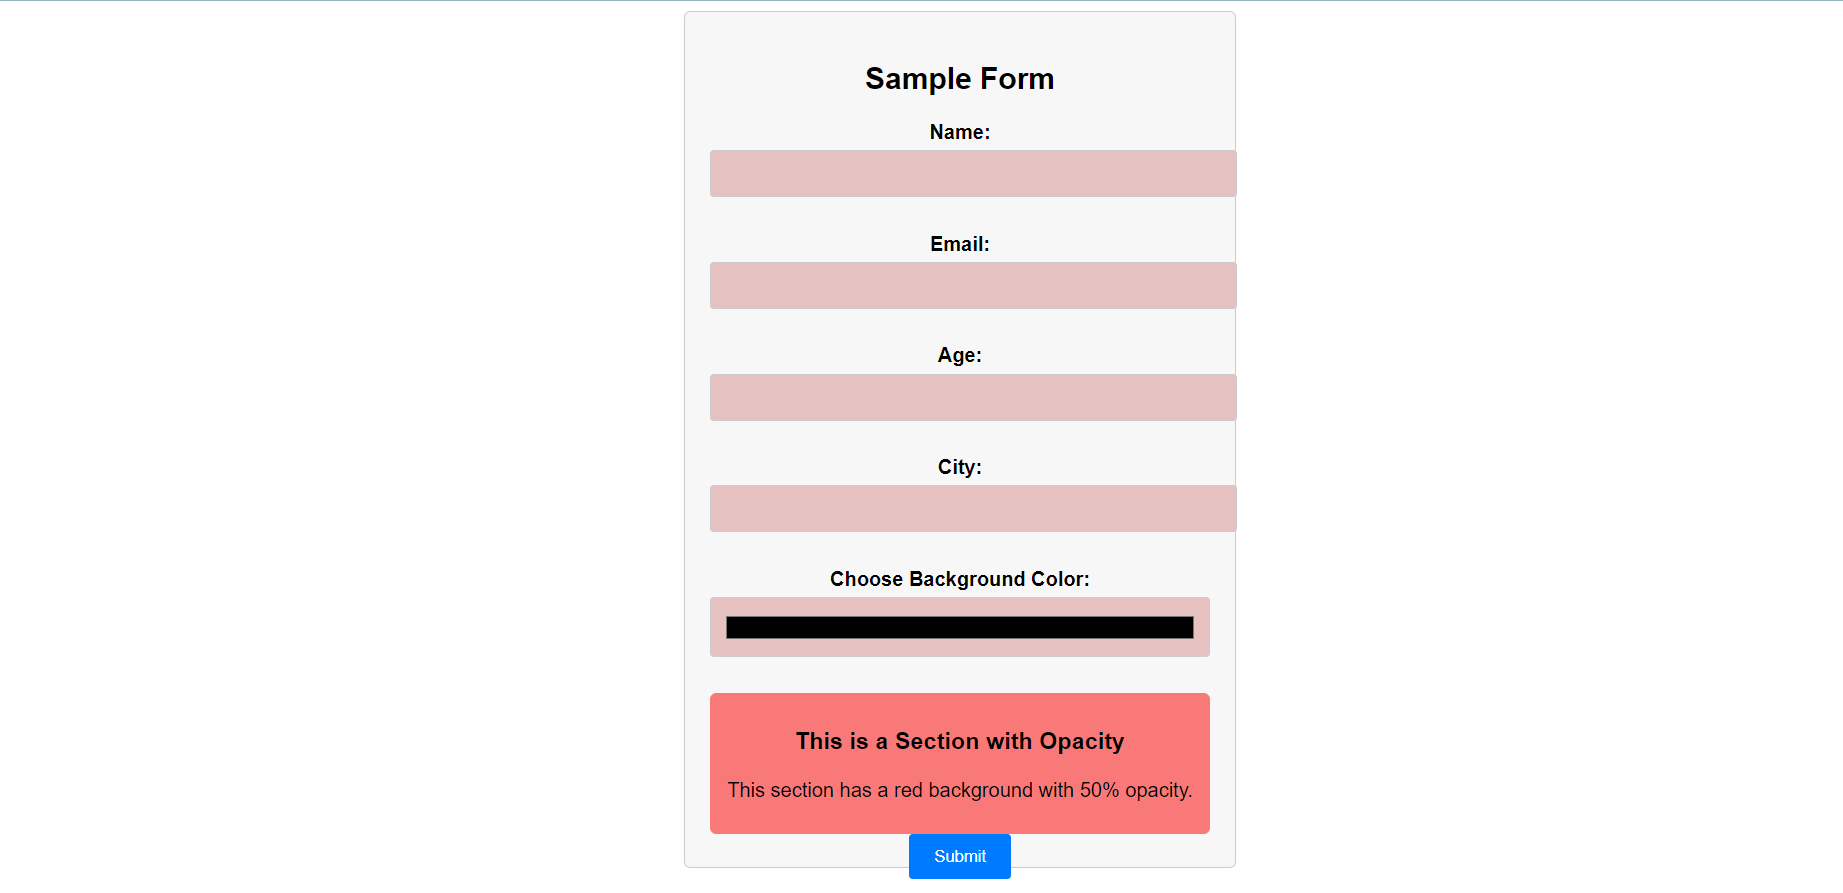 Sample Form
Name:
Email:
Age:
City:
Choose Background Color:
This is a Section with Opacity
This section has a red background with 50% opacity.
Submit